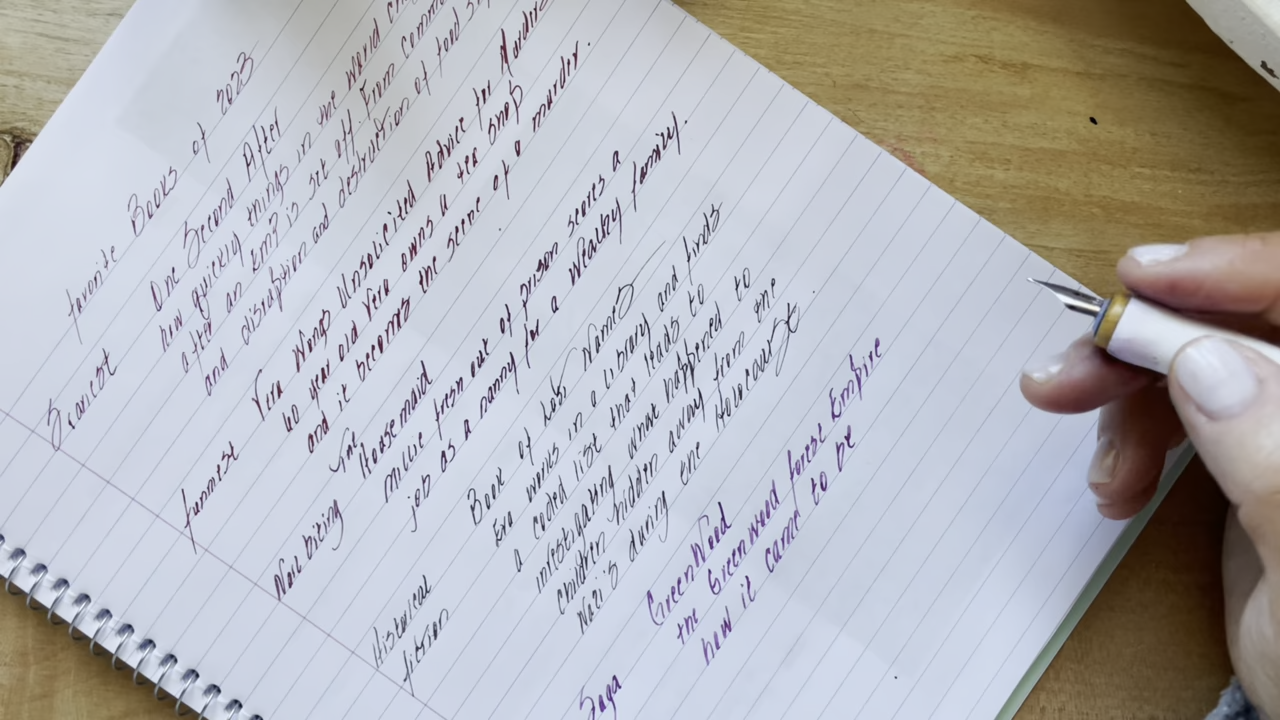 favorite Books of 2023
Scariest
One Second After
how quickly things in the world
after an EMP is set off. From
and disruption and destruction of food
funniest
Vera Wongs Unsolicited Advice for
60 year old Vera owns a tea shop
and it becomes the scene of a murder.
Nail biting
The Housemaid
millie fresh out of prison scores a
job as a nanny for a wealthy family.
Historical fiction
Book of Lost Names
Eva works in a library and finds
a coded list that leads to
investigating what happened to
children hidden away from the
Nazi's during the Holocaust.
Saga
GreenWood
the Greenwood forest Empire
how it came to be